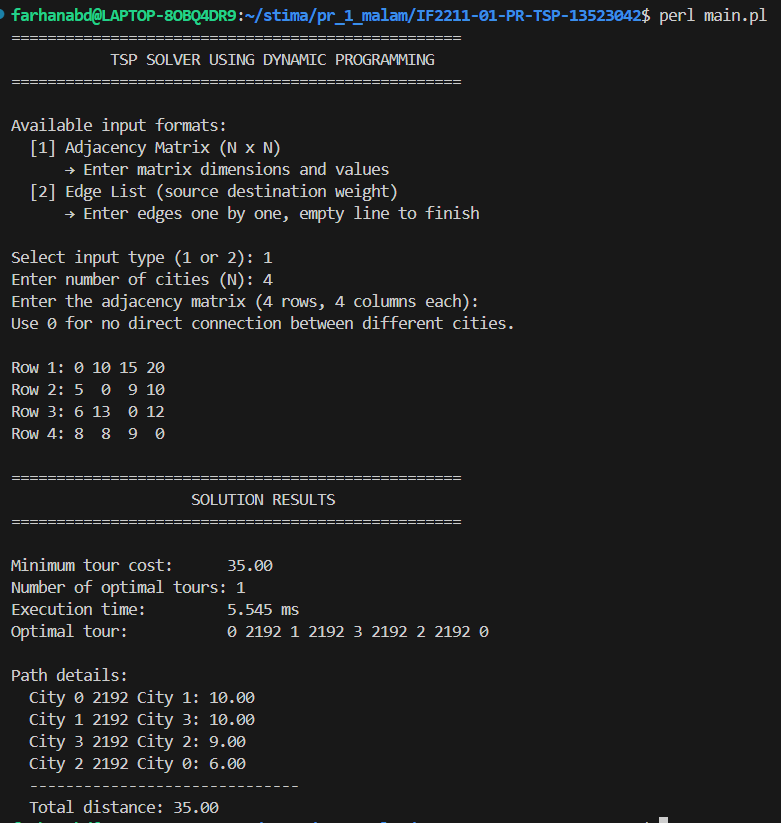 farhanabd@LAPTOP-8OBQ4DR9:~/stima/pr_1_malam/IF2211-01-PR-TSP-13523042$ perl main.pl
==================================================
TSP SOLVER USING DYNAMIC PROGRAMMING
==================================================
Available input formats:
[1] Adjacency Matrix (N x N)
→ Enter matrix dimensions and values
[2] Edge List (source destination weight)
→ Enter edges one by one, empty line to finish
Select input type (1 or 2): 1
Enter number of cities (N): 4
Enter the adjacency matrix (4 rows, 4 columns each):
Use 0 for no direct connection between different cities.
Row 1: 0 10 15 20
Row 2: 5  0  9 10
Row 3: 6 13  0 12
Row 4: 8  8  9  0
==================================================
SOLUTION RESULTS
==================================================
Minimum tour cost:      35.00
Number of optimal tours: 1
Execution time:         5.545 ms
Optimal tour:           0 2192 1 2192 3 2192 2 2192 0
Path details:
City 0 2192 City 1: 10.00
City 1 2192 City 3: 10.00
City 3 2192 City 2: 9.00
City 2 2192 City 0: 6.00
------------------------------
Total distance: 35.00